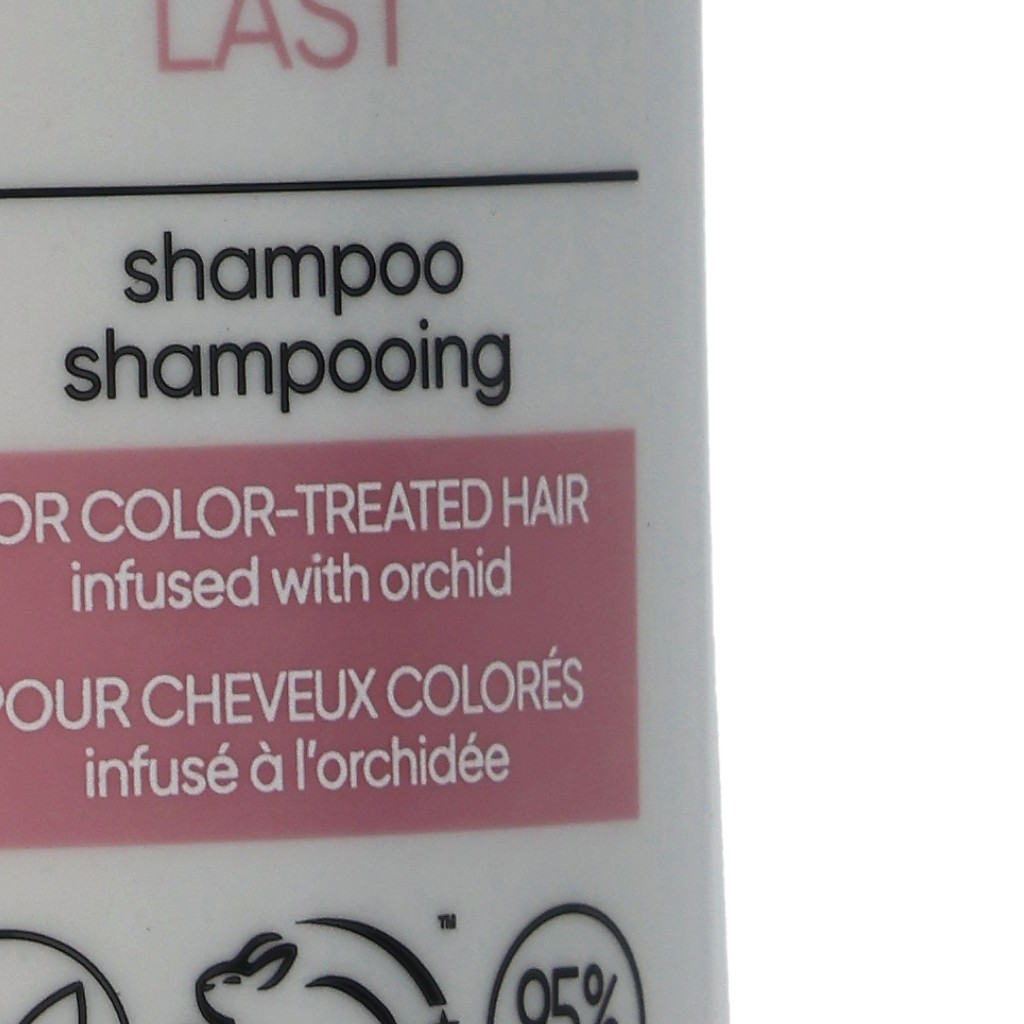 LAST
shampoo
shampooing
OR COLOR-TREATED HAIR
infused with orchid
POUR CHEVEUX COLORÉS
infusé à l'orchidée
TM
95%